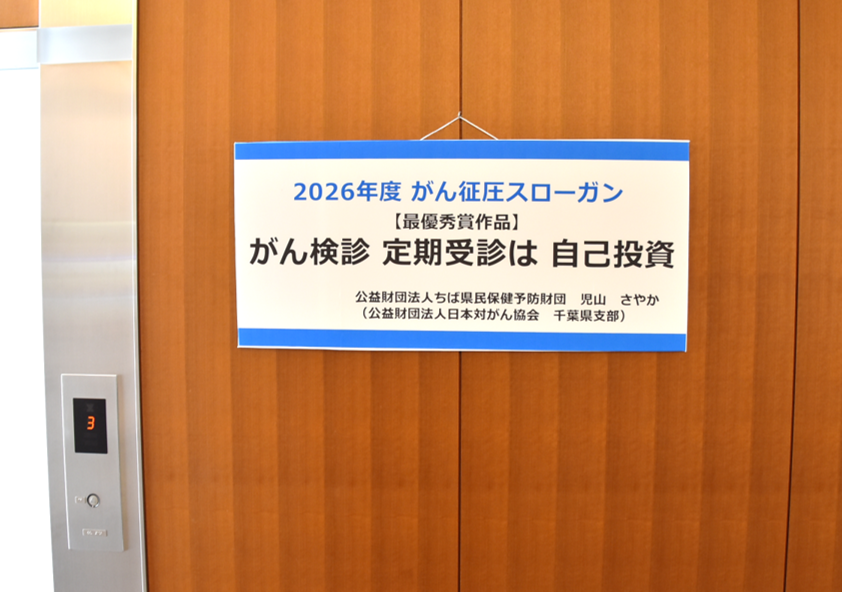 2026年度 がん征圧スローガン
【最優秀賞作品】
がん検診 定期受診は 自己投資
公益財団法人ちば県民保健予防財団　児山　さやか
（公益財団法人日本対がん協会　千葉県支部）
3